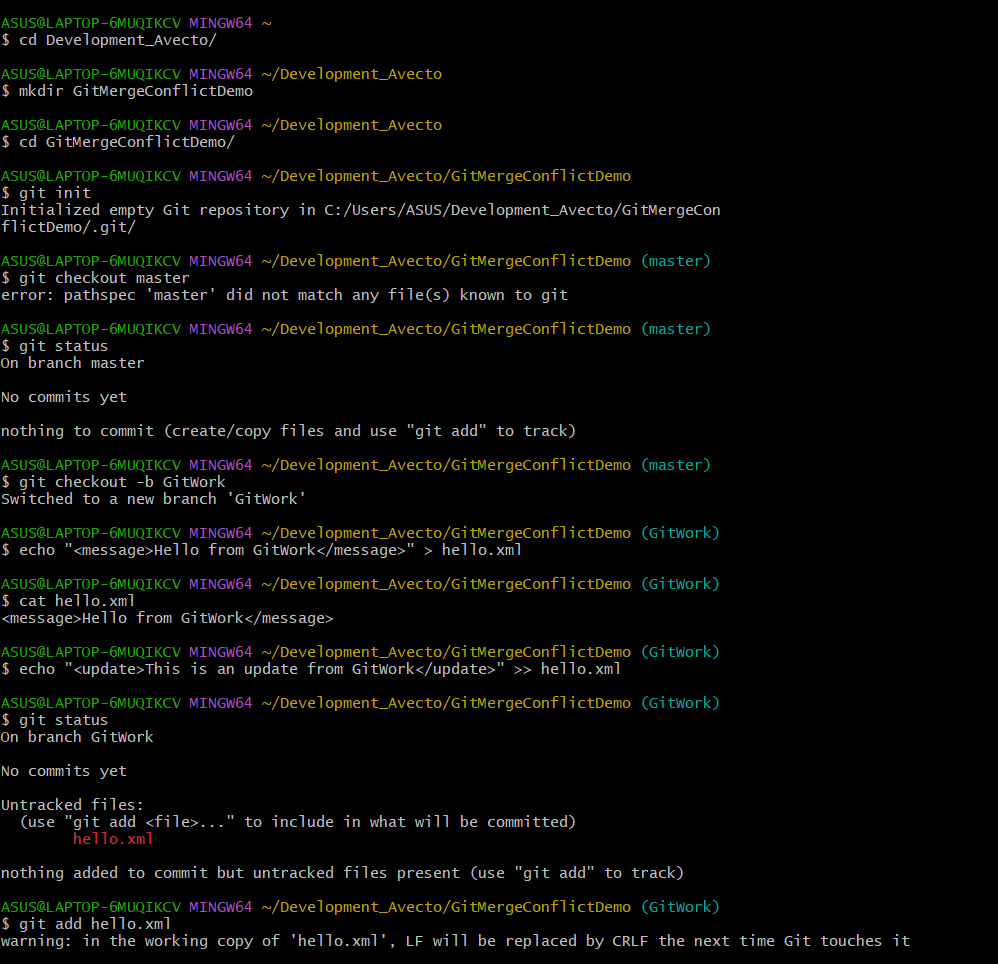 ASUS@LAPTOP-6MUQIKCV MINGW64 ~
$ cd Development_Avecto/

ASUS@LAPTOP-6MUQIKCV MINGW64 ~/Development_Avecto
$ mkdir GitMergeConflictDemo

ASUS@LAPTOP-6MUQIKCV MINGW64 ~/Development_Avecto
$ cd GitMergeConflictDemo/

ASUS@LAPTOP-6MUQIKCV MINGW64 ~/Development_Avecto/GitMergeConflictDemo
$ git init
Initialized empty Git repository in C:/Users/ASUS/Development_Avecto/GitMergeCon
flictDemo/.git/

ASUS@LAPTOP-6MUQIKCV MINGW64 ~/Development_Avecto/GitMergeConflictDemo (master)
$ git checkout master
error: pathspec 'master' did not match any file(s) known to git

ASUS@LAPTOP-6MUQIKCV MINGW64 ~/Development_Avecto/GitMergeConflictDemo (master)
$ git status
On branch master

No commits yet

nothing to commit (create/copy files and use "git add" to track)

ASUS@LAPTOP-6MUQIKCV MINGW64 ~/Development_Avecto/GitMergeConflictDemo (master)
$ git checkout -b GitWork
Switched to a new branch 'GitWork'

ASUS@LAPTOP-6MUQIKCV MINGW64 ~/Development_Avecto/GitMergeConflictDemo (GitWork)
$ echo "<message>Hello from GitWork</message>" > hello.xml

ASUS@LAPTOP-6MUQIKCV MINGW64 ~/Development_Avecto/GitMergeConflictDemo (GitWork)
$ cat hello.xml
<message>Hello from GitWork</message>

ASUS@LAPTOP-6MUQIKCV MINGW64 ~/Development_Avecto/GitMergeConflictDemo (GitWork)
$ echo "<update>This is an update from GitWork</update>" >> hello.xml

ASUS@LAPTOP-6MUQIKCV MINGW64 ~/Development_Avecto/GitMergeConflictDemo (GitWork)
$ git status
On branch GitWork

No commits yet

Untracked files:
  (use "git add <file>..." to include in what will be committed)
        hello.xml

nothing added to commit but untracked files present (use "git add" to track)

ASUS@LAPTOP-6MUQIKCV MINGW64 ~/Development_Avecto/GitMergeConflictDemo (GitWork)
$ git add hello.xml
warning: in the working copy of 'hello.xml', LF will be replaced by CRLF the next time Git touches it